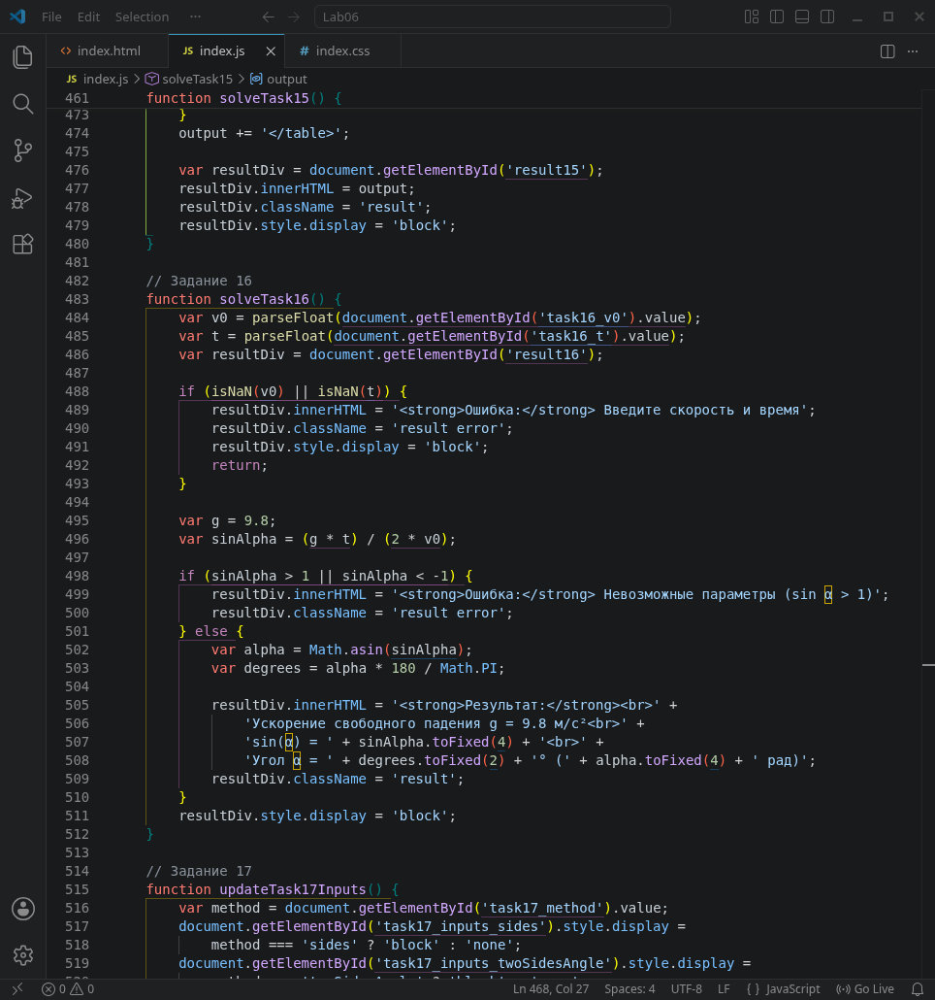 File Edit Selection ··· Lab06
index.html JS index.js # index.css
JS index.js solveTask15 output
461 function solveTask15() {
473 }
474 output += '</table>';
475
476 var resultDiv = document.getElementById('result15');
477 resultDiv.innerHTML = output;
478 resultDiv.className = 'result';
479 resultDiv.style.display = 'block';
480 }
481
482 // Задание 16
483 function solveTask16() {
484 var v0 = parseFloat(document.getElementById('task16_v0').value);
485 var t = parseFloat(document.getElementById('task16_t').value);
486 var resultDiv = document.getElementById('result16');
487
488 if (isNaN(v0) || isNaN(t)) {
489 resultDiv.innerHTML = '<strong>Ошибка:</strong> Введите скорость и время';
490 resultDiv.className = 'result error';
491 resultDiv.style.display = 'block';
492 return;
493 }
494
495 var g = 9.8;
496 var sinAlpha = (g * t) / (2 * v0);
497
498 if (sinAlpha > 1 || sinAlpha < -1) {
499 resultDiv.innerHTML = '<strong>Ошибка:</strong> Невозможные параметры (sin α > 1)';
500 resultDiv.className = 'result error';
501 } else {
502 var alpha = Math.asin(sinAlpha);
503 var degrees = alpha * 180 / Math.PI;
504
505 resultDiv.innerHTML = '<strong>Результат:</strong><br>' +
506 'Ускорение свободного падения g = 9.8 м/с²<br>' +
507 'sin(α) = ' + sinAlpha.toFixed(4) + '<br>' +
508 'Угол α = ' + degrees.toFixed(2) + '° (' + alpha.toFixed(4) + ' рад)';
509 resultDiv.className = 'result';
510 }
511 resultDiv.style.display = 'block';
512 }
513
514 // Задание 17
515 function updateTask17Inputs() {
516 var method = document.getElementById('task17_method').value;
517 document.getElementById('task17_inputs_sides').style.display =
518 method === 'sides' ? 'block' : 'none';
519 document.getElementById('task17_inputs_twoSidesAngle').style.display =
0 0 Ln 468, Col 27 Spaces: 4 UTF-8 LF { } JavaScript Go Live